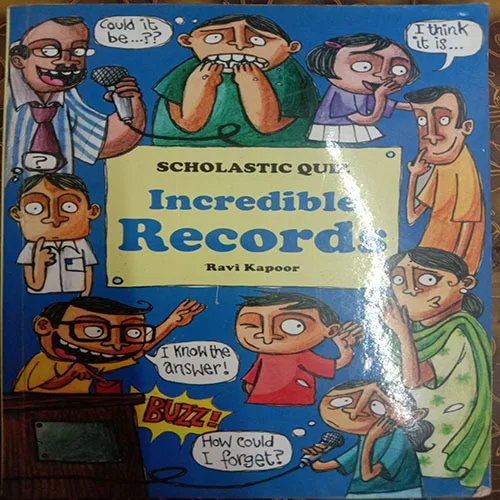 Could it
be...??
I think
it is...
?
SCHOLASTIC QUIZ
Incredible
Records
Ravi Kapoor
I know the
answer!
BUZZ!
How could
I forget?